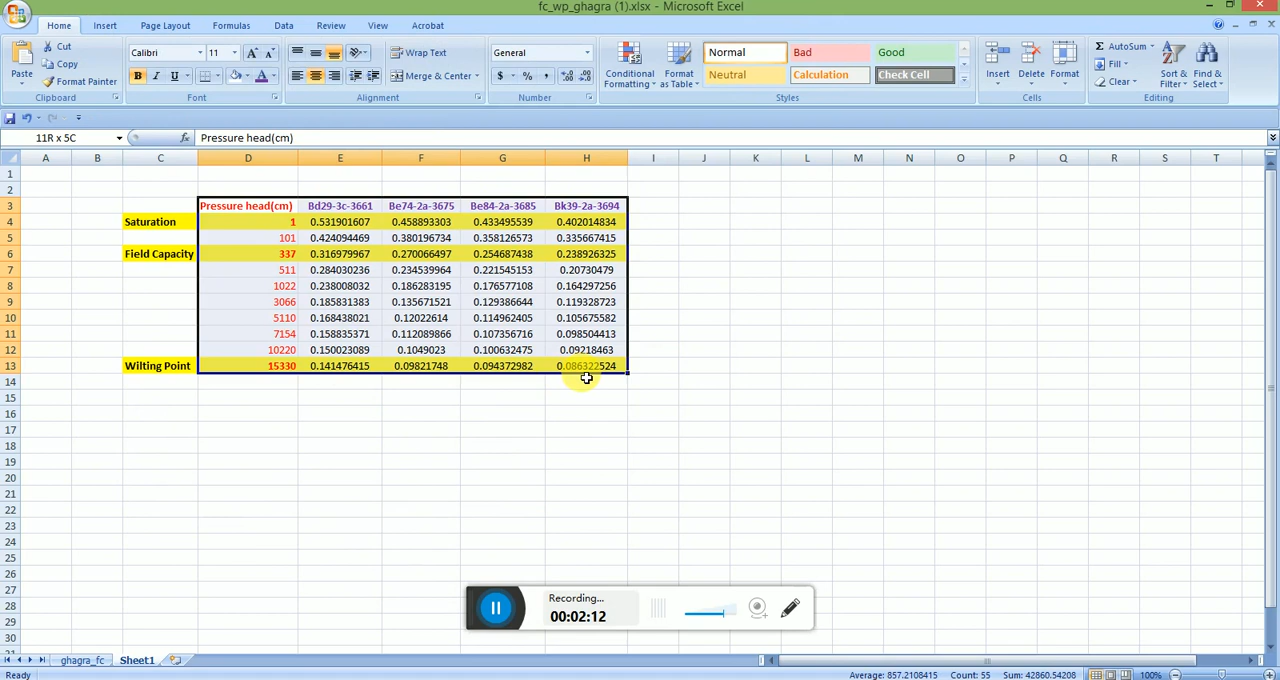 fc_wp_ghagra (1).xlsx - Microsoft Excel
Home Insert Page Layout Formulas Data Review View Acrobat
Paste Cut Copy Format Painter Clipboard
Calibri 11 A A B I U A Font
Wrap Text Merge & Center Alignment
General $ % , Number
Conditional Formatting Format as Table Normal Bad Good Neutral Calculation Check Cell Styles
Insert Delete Format Cells
AutoSum Fill Clear Sort & Filter Find & Select Editing
11R x 5C fx Pressure head(cm)
A B C D E F G H I J K L M N O P Q R S T
1
2
3 Pressure head(cm) Bd29-3c-3661 Be74-2a-3675 Be84-2a-3685 Bk39-2a-3694
4 Saturation 1 0.531901607 0.458893303 0.433495539 0.402014834
5 101 0.424094469 0.380196734 0.358126573 0.335667415
6 Field Capacity 337 0.316979967 0.270066497 0.254687438 0.238926325
7 511 0.284030236 0.234539964 0.221545153 0.20730479
8 1022 0.238008032 0.186283195 0.176577108 0.164297256
9 3066 0.185831383 0.135671521 0.129386644 0.119328723
10 5110 0.168438021 0.12022614 0.114962405 0.105675582
11 7154 0.158835371 0.112089866 0.107356716 0.098504413
12 10220 0.150023089 0.1049023 0.100632475 0.09218463
13 Wilting Point 15330 0.141476415 0.09821748 0.094372982 0.086322524
14
15
16
17
18
19
20
21
22
23
24
25
26
27
28
29
30
Recording...
00:02:12
ghagra_fc Sheet1
Ready Average: 857.2108415 Count: 55 Sum: 42860.54208 100%